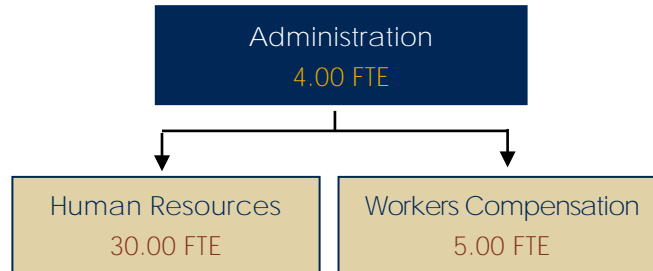 Administration
4.00 FTE
Human Resources
30.00 FTE
Workers Compensation
5.00 FTE